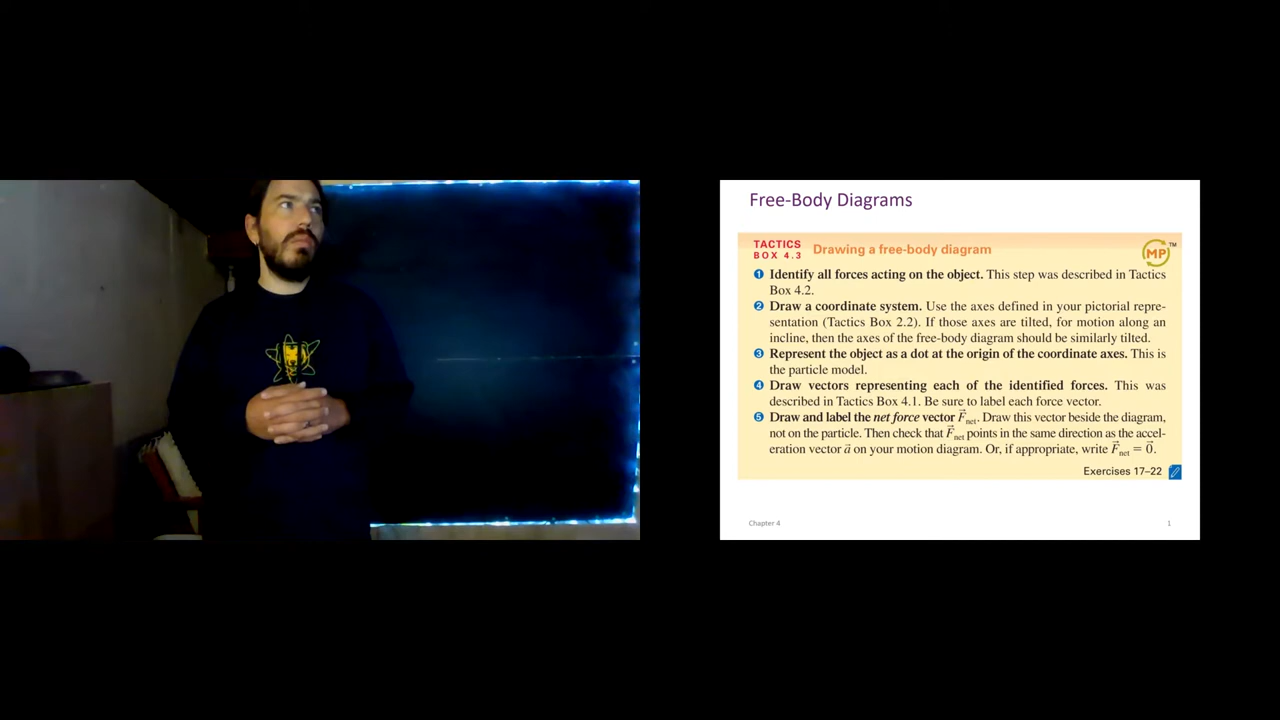 Free-Body Diagrams
TACTICS
BOX 4.3
Drawing a free-body diagram
MP™
1 Identify all forces acting on the object. This step was described in Tactics
Box 4.2.
2 Draw a coordinate system. Use the axes defined in your pictorial repre-
sentation (Tactics Box 2.2). If those axes are tilted, for motion along an
incline, then the axes of the free-body diagram should be similarly tilted.
3 Represent the object as a dot at the origin of the coordinate axes. This is
the particle model.
4 Draw vectors representing each of the identified forces. This was
described in Tactics Box 4.1. Be sure to label each force vector.
5 Draw and label the net force vector F⃗net. Draw this vector beside the diagram,
not on the particle. Then check that F⃗net points in the same direction as the accel-
eration vector a⃗ on your motion diagram. Or, if appropriate, write F⃗net = 0⃗.
Exercises 17–22
Chapter 4
1